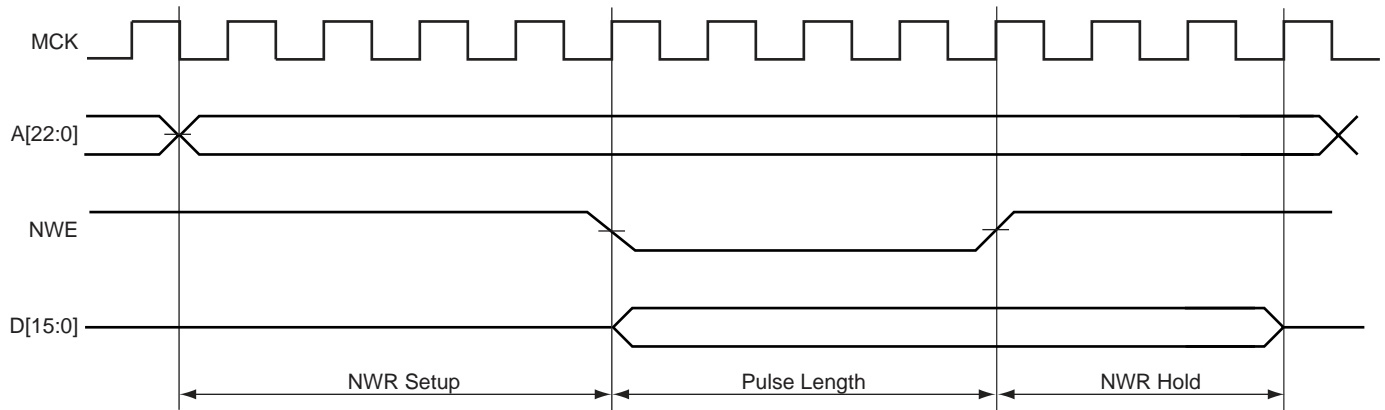 MCK
A[22:0]
NWE
D[15:0]
NWR Setup
Pulse Length
NWR Hold